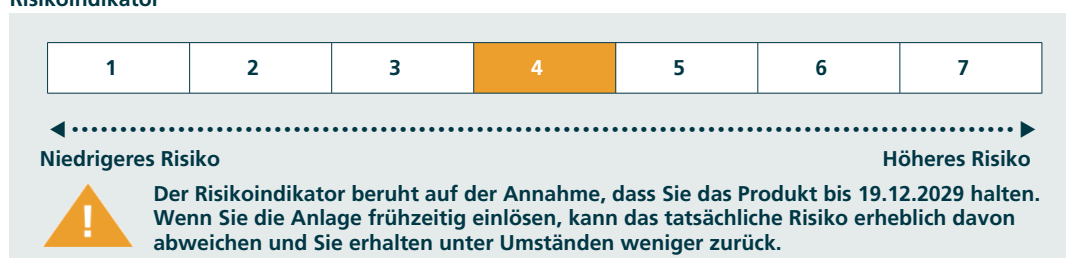 Risikoindikator
1 2 3 4 5 6 7
Niedrigeres Risiko Höheres Risiko
! Der Risikoindikator beruht auf der Annahme, dass Sie das Produkt bis 19.12.2029 halten.
Wenn Sie die Anlage frühzeitig einlösen, kann das tatsächliche Risiko erheblich davon
abweichen und Sie erhalten unter Umständen weniger zurück.